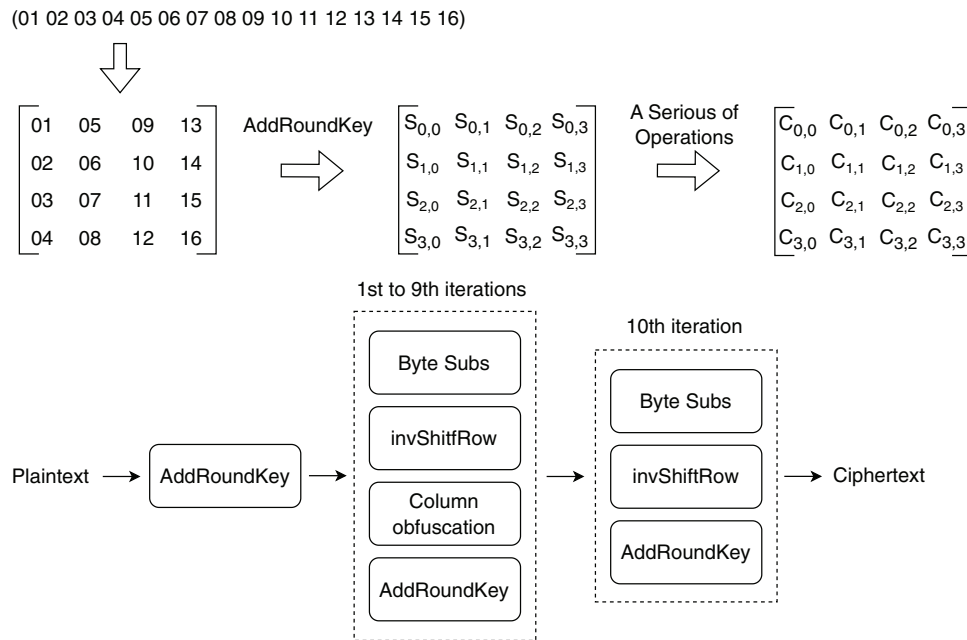 (01 02 03 04 05 06 07 08 09 10 11 12 13 14 15 16)
01 05 09 13
02 06 10 14
03 07 11 15
04 08 12 16
AddRoundKey
S0,0 S0,1 S0,2 S0,3
S1,0 S1,1 S1,2 S1,3
S2,0 S2,1 S2,2 S2,3
S3,0 S3,1 S3,2 S3,3
A Serious of
Operations
C0,0 C0,1 C0,2 C0,3
C1,0 C1,1 C1,2 C1,3
C2,0 C2,1 C2,2 C2,3
C3,0 C3,1 C3,2 C3,3
Plaintext
AddRoundKey
1st to 9th iterations
Byte Subs
invShitfRow
Column
obfuscation
AddRoundKey
10th iteration
Byte Subs
invShiftRow
AddRoundKey
Ciphertext